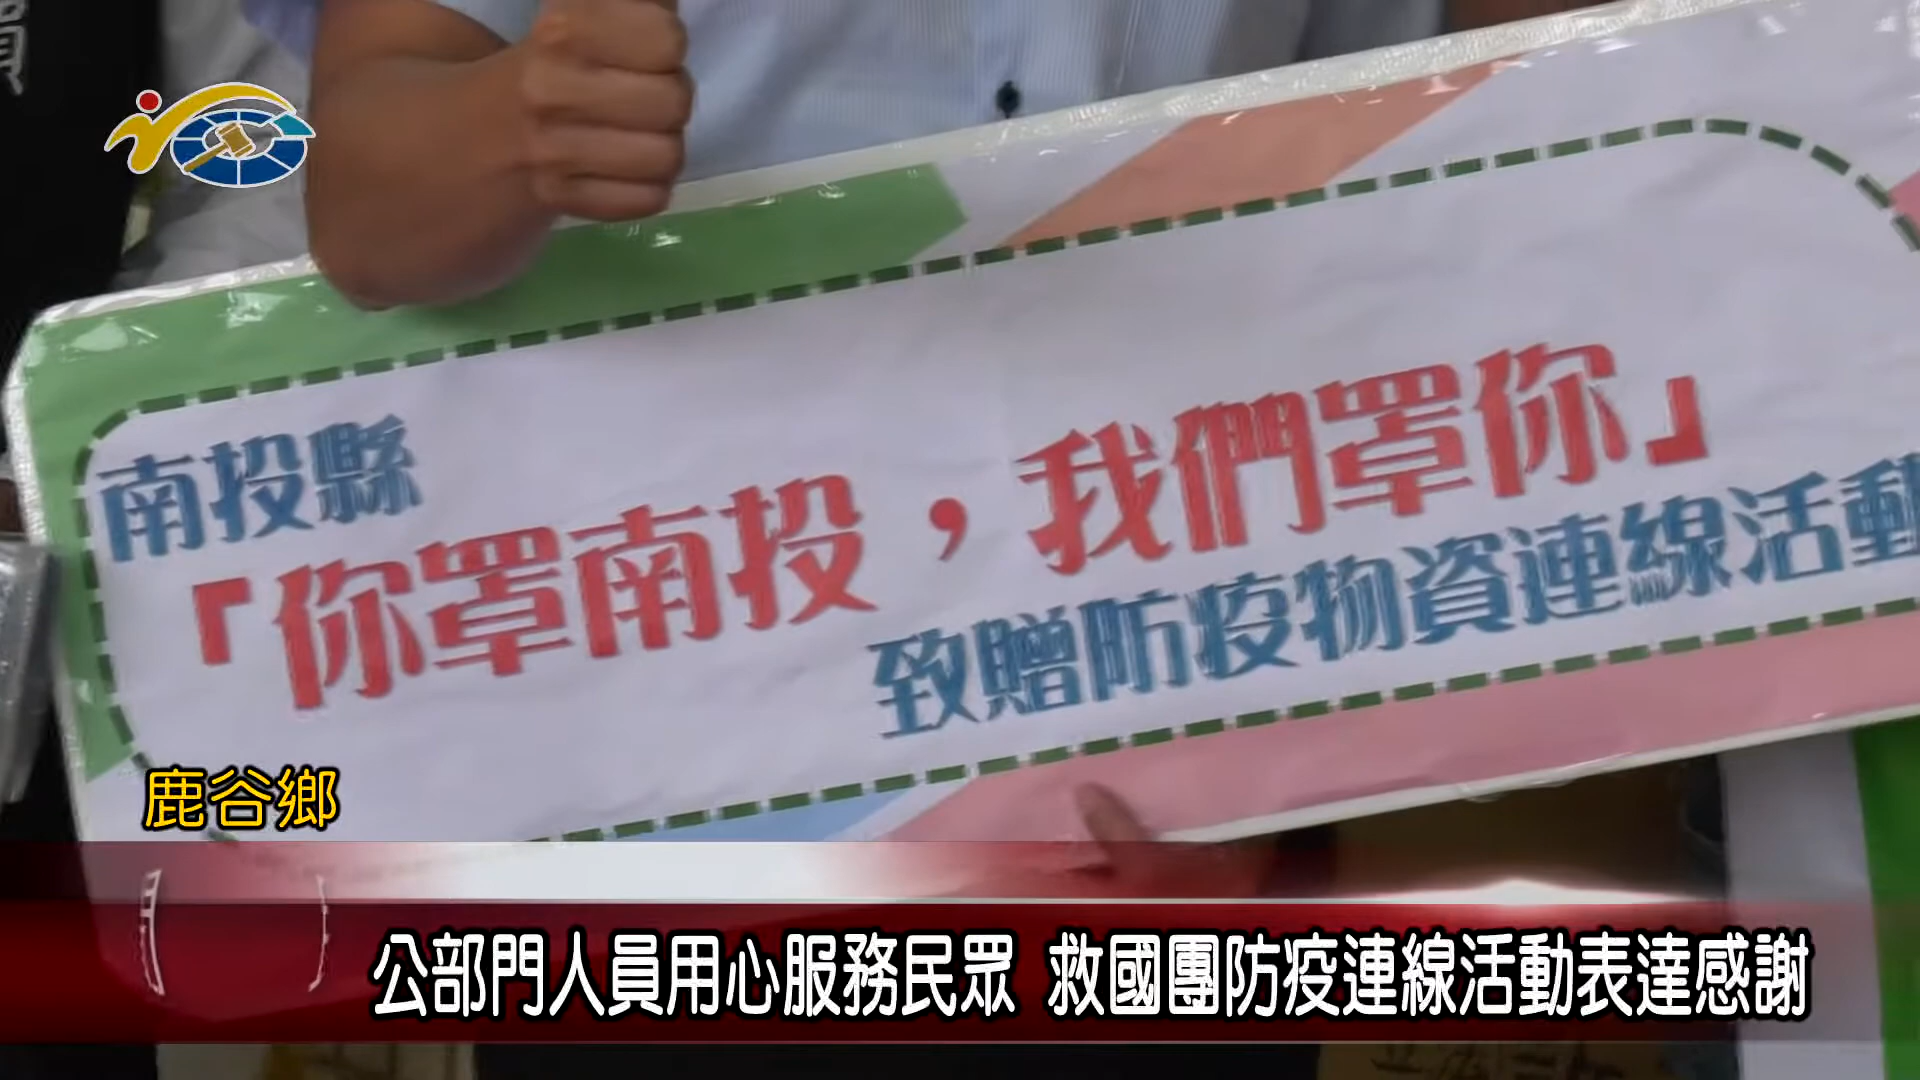 南投縣
「你罩南投，我們罩你」
致贈防疫物資連線活動
鹿谷鄉
公部門人員用心服務民眾 救國團防疫連線活動表達感謝